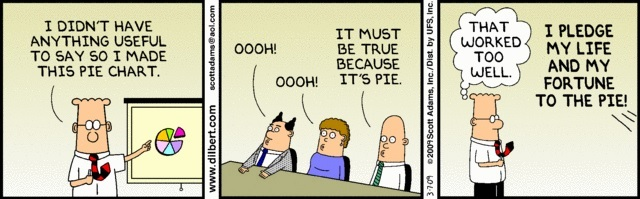 I DIDN'T HAVE
ANYTHING USEFUL
TO SAY SO I MADE
THIS PIE CHART.
www.dilbert.com
scottadams@aol.com
OOOH!
OOOH!
IT MUST
BE TRUE
BECAUSE
IT'S PIE.
3-7-09
©2009 Scott Adams, Inc./Dist. by UFS, Inc.
THAT
WORKED
TOO
WELL.
I PLEDGE
MY LIFE
AND MY
FORTUNE
TO THE PIE!